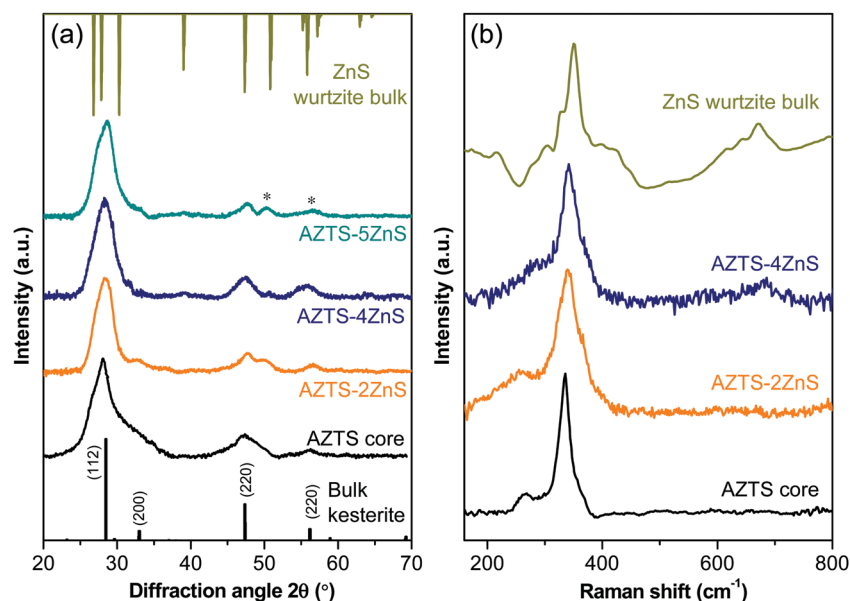 (a)
ZnS
wurtzite bulk
*
*
AZTS-5ZnS
AZTS-4ZnS
AZTS-2ZnS
AZTS core
(112)
(200)
(220)
(220)
Bulk
kesterite
Intensity (a.u.)
20 30 40 50 60 70
Diffraction angle 2θ (°)
(b)
ZnS wurtzite bulk
AZTS-4ZnS
AZTS-2ZnS
AZTS core
Intensity (a.u.)
200 400 600 800
Raman shift (cm⁻¹)